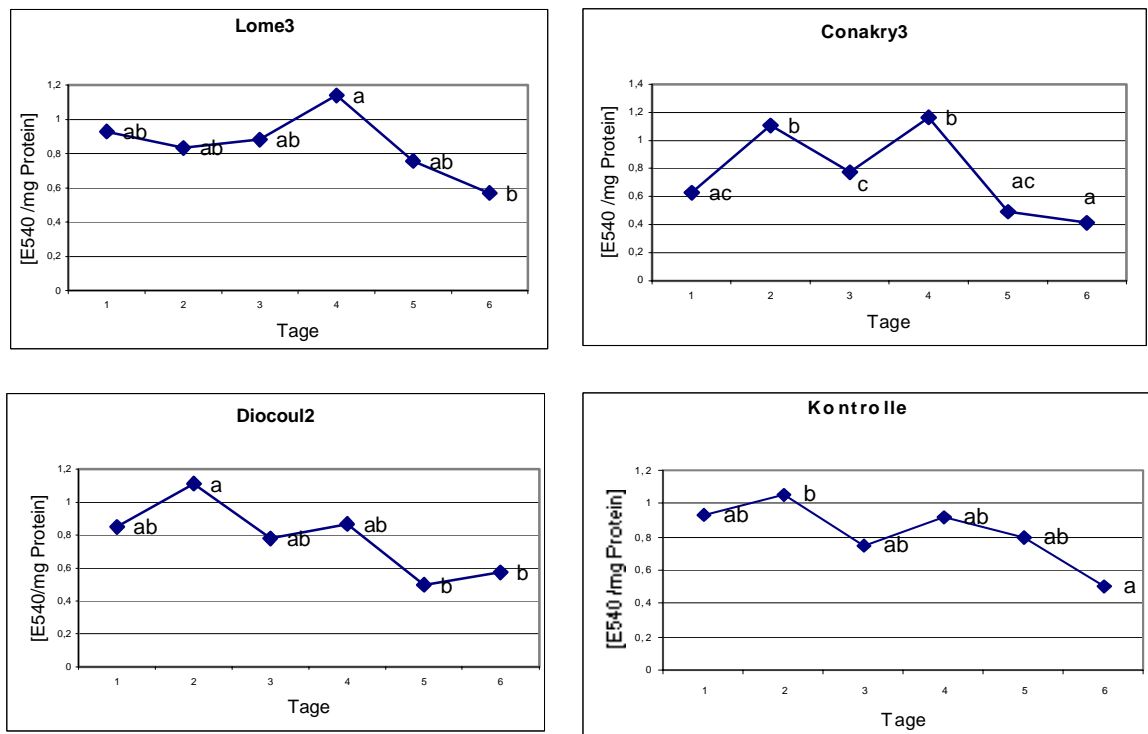 Lome3
[E540 /mg Protein]
1,2
1
0,8
0,6
0,4
0,2
0
ab
ab
ab
a
ab
b
1 2 3 4 5 6
Tage
Conakry3
[E540 /mg Protein]
1,4
1,2
1
0,8
0,6
0,4
0,2
0
ac
b
c
b
ac
a
1 2 3 4 5 6
Tage
Diocoul2
[E540/mg Protein]
1,2
1
0,8
0,6
0,4
0,2
0
ab
a
ab
ab
b
b
1 2 3 4 5 6
Tage
Kontrolle
[E540 /mg Protein]
1,2
1
0,8
0,6
0,4
0,2
0
ab
b
ab
ab
ab
a
1 2 3 4 5 6
Tage